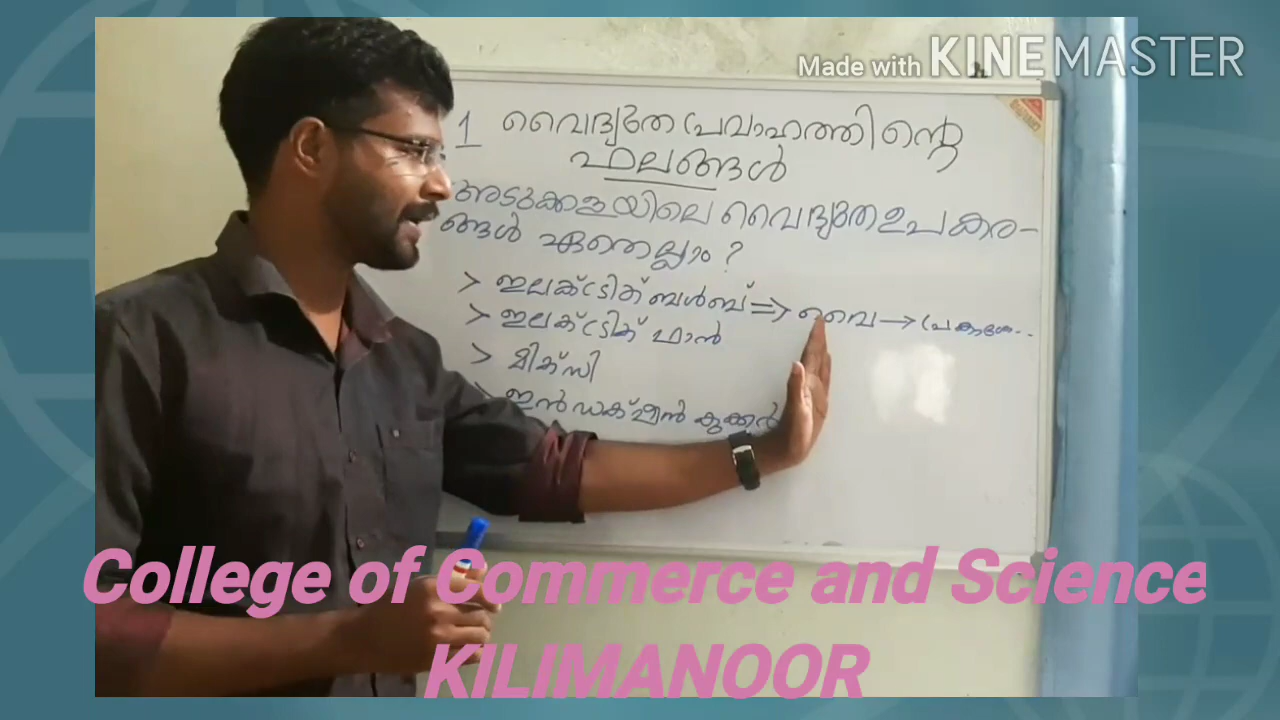 Made with KINEMASTER
1 വൈദ്യുത പ്രവാഹത്തിന്റെ
ഫലങ്ങൾ
അടുക്കളയിലെ വൈദ്യുത ഉപകര-
ങ്ങൾ ഏതെല്ലാം ?
> ഇലക്ട്രിക് ബൾബ് => വൈ → പ്രകാശം...
> ഇലക്ട്രിക് ഫാൻ
> മിക്സി
> ഇൻഡക്ഷൻ കുക്കർ
College of Commerce and Science
KILIMANOOR